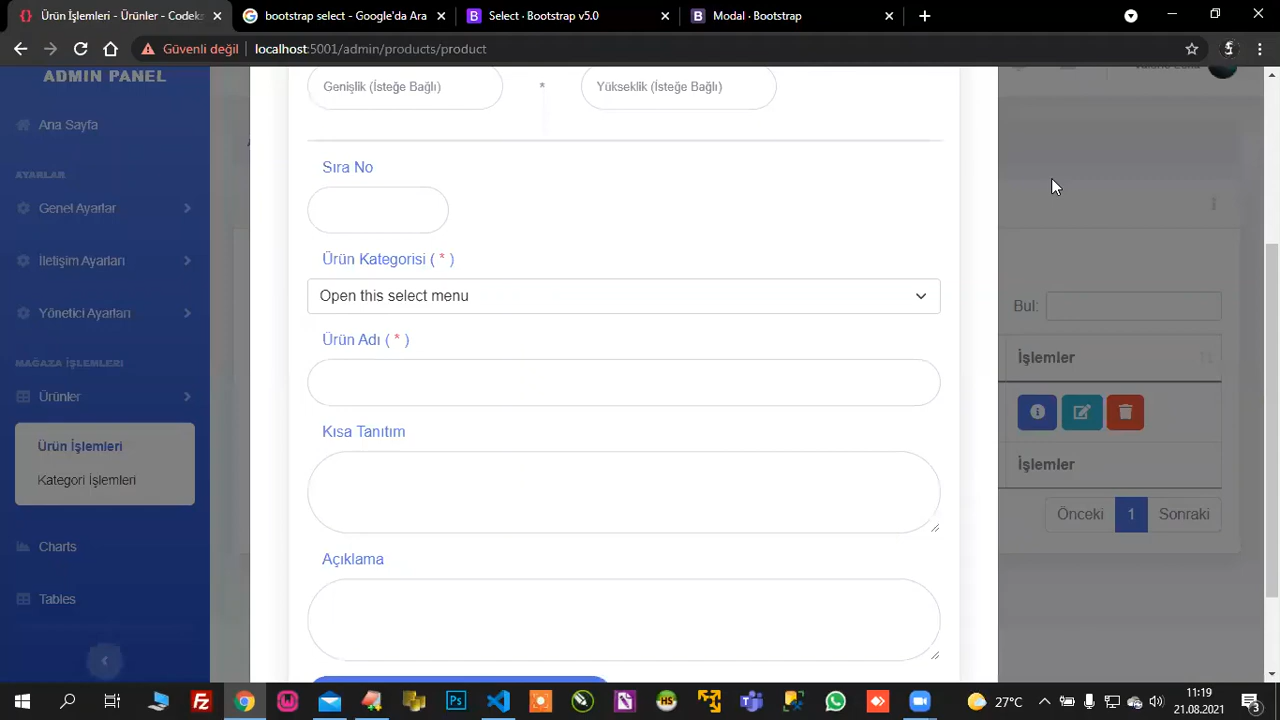 Ürün İşlemleri - Ürünler - Codeks
bootstrap select - Google'da Ara
Select · Bootstrap v5.0
Modal · Bootstrap
Güvenli değil
localhost:5001/admin/products/product
ADMIN PANEL
Ana Sayfa
AYARLAR
Genel Ayarlar
İletişim Ayarları
Yönetici Ayarları
MAĞAZA İŞLEMLERİ
Ürünler
Ürün İşlemleri
Kategori İşlemleri
Charts
Tables
Genişlik (İsteğe Bağlı) * Yükseklik (İsteğe Bağlı)
Sıra No
Ürün Kategorisi ( * )
Open this select menu
Ürün Adı ( * )
Kısa Tanıtım
Açıklama
Bul:
İşlemler
İşlemler
Önceki 1 Sonraki
27°C
11:19
21.08.2021
3